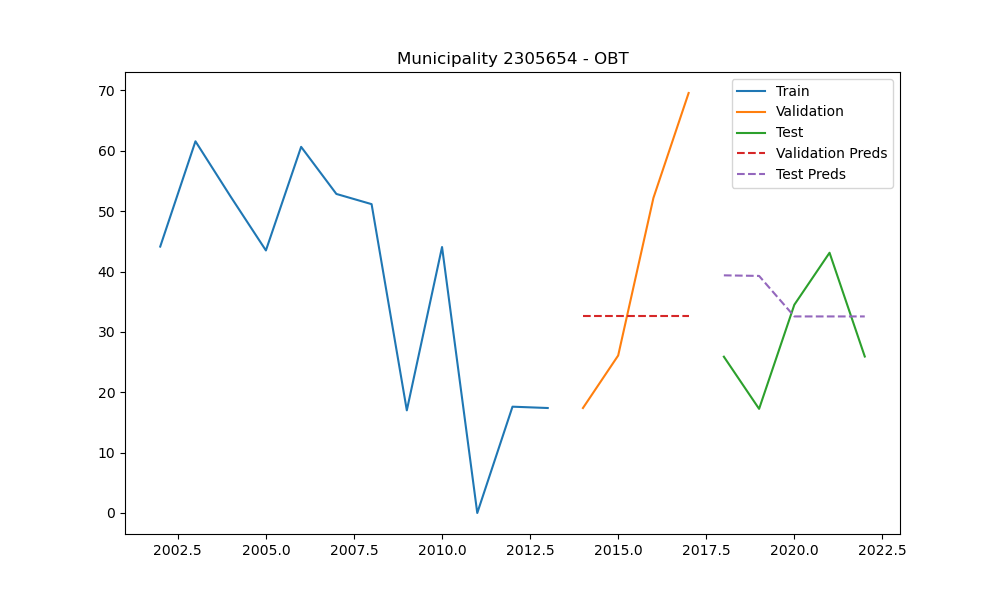 Municipality 2305654 - OBT
70
60
50
40
30
20
10
0
2002.5 2005.0 2007.5 2010.0 2012.5 2015.0 2017.5 2020.0 2022.5
Train
Validation
Test
Validation Preds
Test Preds